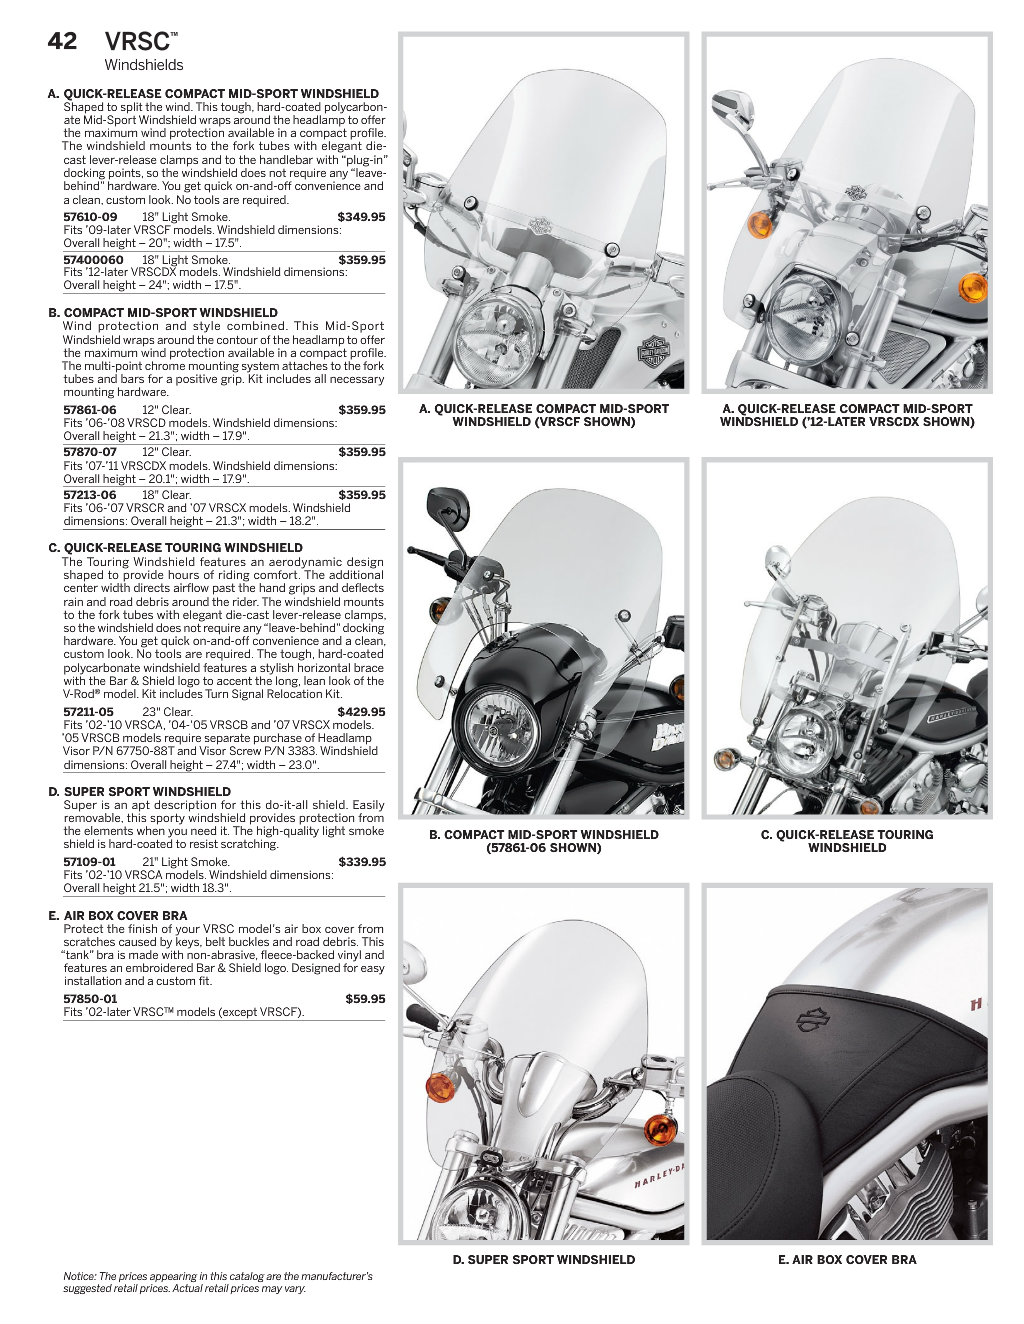 42 VRSC™
Windshields
A. QUICK-RELEASE COMPACT MID-SPORT WINDSHIELD
Shaped to split the wind. This tough, hard-coated polycarbon-
ate Mid-Sport Windshield wraps around the headlamp to offer
the maximum wind protection available in a compact profile.
The windshield mounts to the fork tubes with elegant die-
cast lever-release clamps and to the handlebar with “plug-in”
docking points, so the windshield does not require any “leave-
behind” hardware. You get quick on-and-off convenience and
a clean, custom look. No tools are required.
57610-09 18" Light Smoke. $349.95
Fits ’09-later VRSCF models. Windshield dimensions:
Overall height – 20"; width – 17.5".
57400060 18" Light Smoke. $359.95
Fits ’12-later VRSCDX models. Windshield dimensions:
Overall height – 24"; width – 17.5".
B. COMPACT MID-SPORT WINDSHIELD
Wind protection and style combined. This Mid-Sport
Windshield wraps around the contour of the headlamp to offer
the maximum wind protection available in a compact profile.
The multi-point chrome mounting system attaches to the fork
tubes and bars for a positive grip. Kit includes all necessary
mounting hardware.
57861-06 12" Clear. $359.95
Fits ’06-’08 VRSCD models. Windshield dimensions:
Overall height – 21.3"; width – 17.9".
57870-07 12" Clear. $359.95
Fits ’07-’11 VRSCDX models. Windshield dimensions:
Overall height – 20.1"; width – 17.9".
57213-06 18" Clear. $359.95
Fits ’06-’07 VRSCR and ’07 VRSCX models. Windshield
dimensions: Overall height – 21.3"; width – 18.2".
C. QUICK-RELEASE TOURING WINDSHIELD
The Touring Windshield features an aerodynamic design
shaped to provide hours of riding comfort. The additional
center width directs airflow past the hand grips and deflects
rain and road debris around the rider. The windshield mounts
to the fork tubes with elegant die-cast lever-release clamps,
so the windshield does not require any “leave-behind” docking
hardware. You get quick on-and-off convenience and a clean,
custom look. No tools are required. The tough, hard-coated
polycarbonate windshield features a stylish horizontal brace
with the Bar & Shield logo to accent the long, lean look of the
V-Rod® model. Kit includes Turn Signal Relocation Kit.
57211-05 23" Clear. $429.95
Fits ’02-’10 VRSCA, ’04-’05 VRSCB and ’07 VRSCX models.
’05 VRSCB models require separate purchase of Headlamp
Visor P/N 67750-88T and Visor Screw P/N 3383. Windshield
dimensions: Overall height – 27.4"; width – 23.0".
D. SUPER SPORT WINDSHIELD
Super is an apt description for this do-it-all shield. Easily
removable, this sporty windshield provides protection from
the elements when you need it. The high-quality light smoke
shield is hard-coated to resist scratching.
57109-01 21" Light Smoke. $339.95
Fits ’02-’10 VRSCA models. Windshield dimensions:
Overall height 21.5"; width 18.3".
E. AIR BOX COVER BRA
Protect the finish of your VRSC model’s air box cover from
scratches caused by keys, belt buckles and road debris. This
“tank” bra is made with non-abrasive, fleece-backed vinyl and
features an embroidered Bar & Shield logo. Designed for easy
installation and a custom fit.
57850-01 $59.95
Fits ’02-later VRSC™ models (except VRSCF).
A. QUICK-RELEASE COMPACT MID-SPORT
WINDSHIELD (VRSCF SHOWN)
A. QUICK-RELEASE COMPACT MID-SPORT
WINDSHIELD (’12-LATER VRSCDX SHOWN)
B. COMPACT MID-SPORT WINDSHIELD
(57861-06 SHOWN)
C. QUICK-RELEASE TOURING
WINDSHIELD
HARLEY-D
D. SUPER SPORT WINDSHIELD
HA
E. AIR BOX COVER BRA
Notice: The prices appearing in this catalog are the manufacturer’s
suggested retail prices. Actual retail prices may vary.